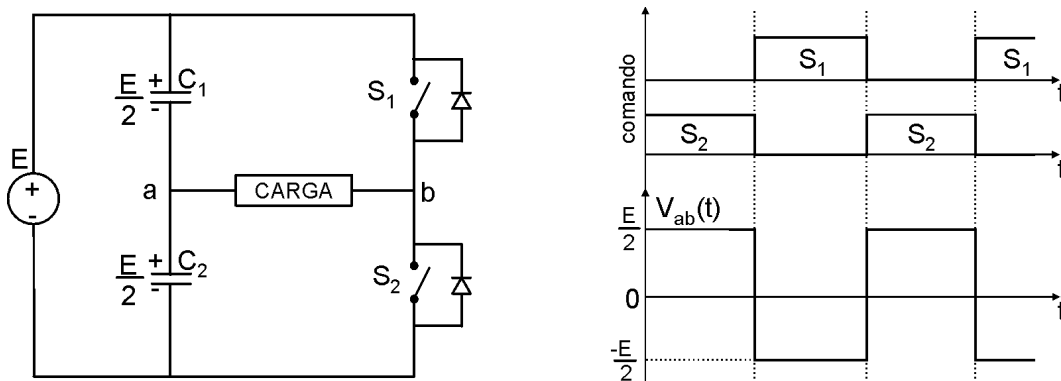 E
+
-
E/2
+
-
C1
a
CARGA
b
E/2
+
-
C2
S1
S2
comando
S1
S1
t
S2
S2
t
Vab(t)
E/2
0
t
-E/2